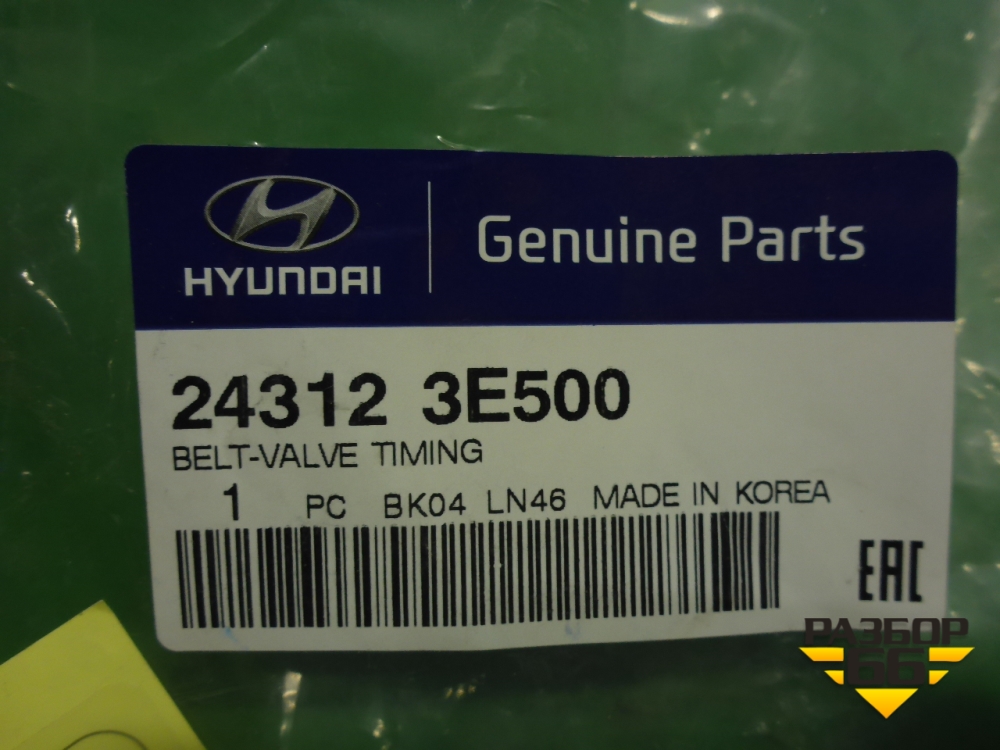 HYUNDAI
Genuine Parts
24312 3E500
BELT-VALVE TIMING
1 PC BK04 LN46 MADE IN KOREA
EAC
РАЗБОР
66